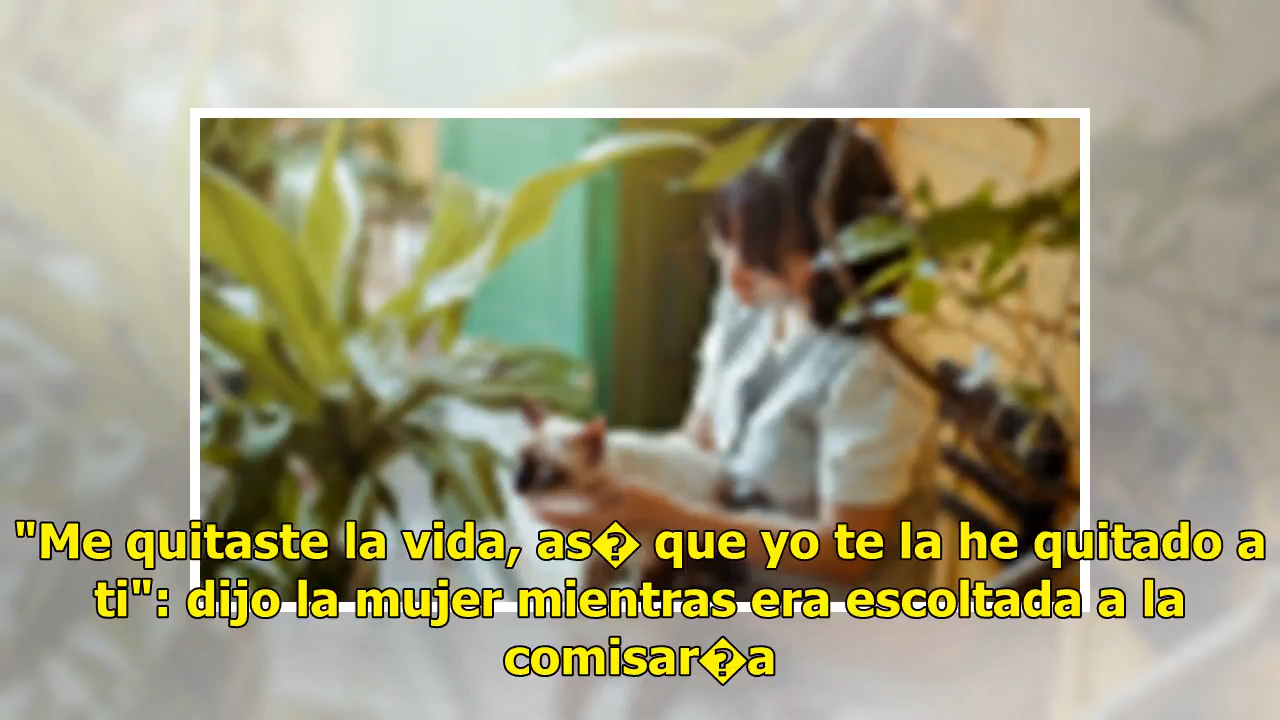 "Me quitaste la vida, as� que yo te la he quitado a
ti": dijo la mujer mientras era escoltada a la
comisar�a